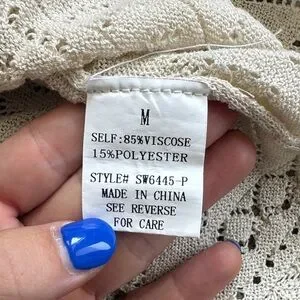 M
SELF:85%VISCOSE
15%POLYESTER
STYLE# SW6445-P
MADE IN CHINA
SEE REVERSE
FOR CARE